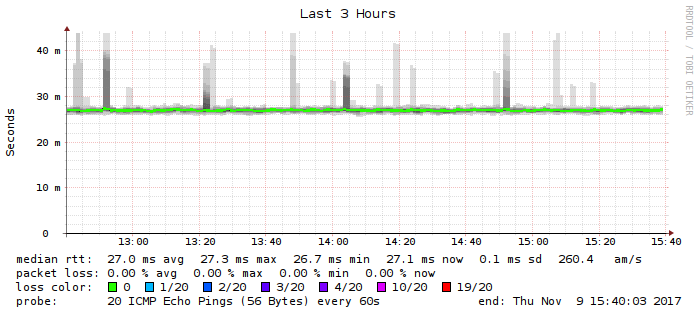 Last 3 Hours
RRDTOOL / TOBI OETIKER
Seconds
40 m
30 m
20 m
10 m
0
13:00 13:20 13:40 14:00 14:20 14:40 15:00 15:20 15:40
median rtt: 27.0 ms avg 27.3 ms max 26.7 ms min 27.1 ms now 0.1 ms sd 260.4 am/s
packet loss: 0.00 % avg 0.00 % max 0.00 % min 0.00 % now
loss color: 0 1/20 2/20 3/20 4/20 10/20 19/20
probe: 20 ICMP Echo Pings (56 Bytes) every 60s end: Thu Nov 9 15:40:03 2017